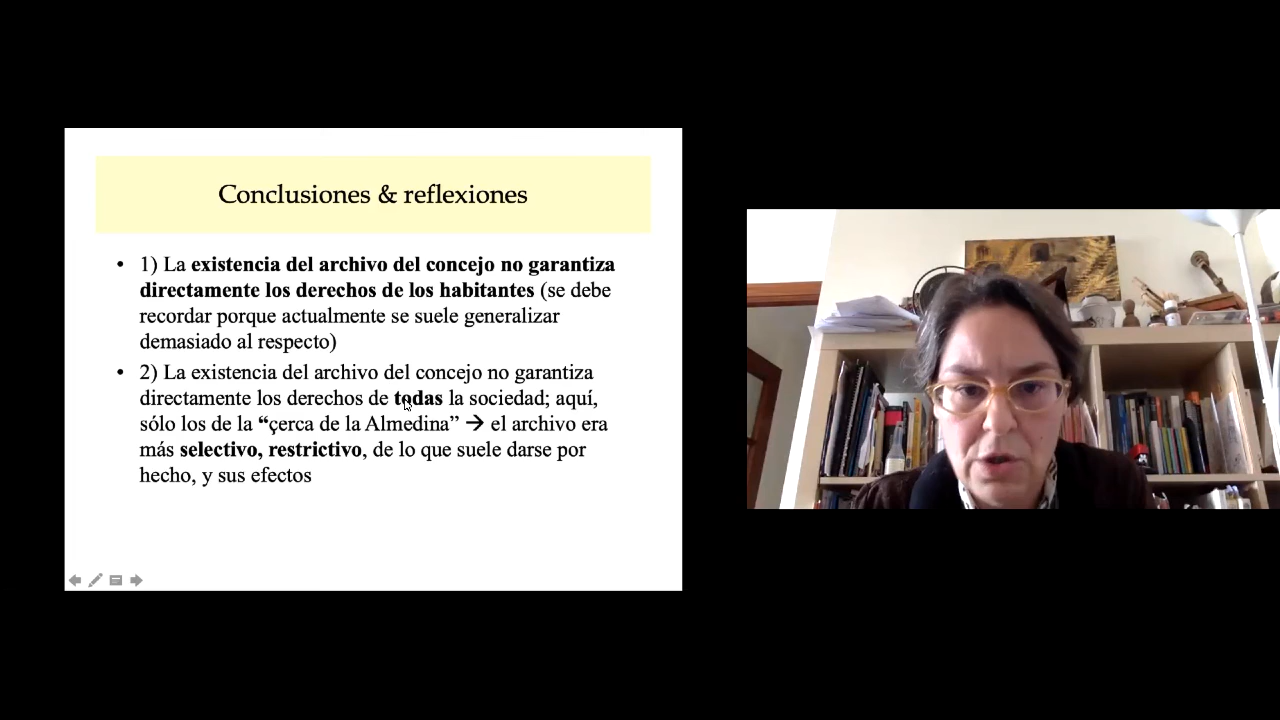 Conclusiones & reflexiones
• 1) La existencia del archivo del concejo no garantiza
directamente los derechos de los habitantes (se debe
recordar porque actualmente se suele generalizar
demasiado al respecto)
• 2) La existencia del archivo del concejo no garantiza
directamente los derechos de todas la sociedad; aquí,
sólo los de la “çerca de la Almedina” → el archivo era
más selectivo, restrictivo, de lo que suele darse por
hecho, y sus efectos